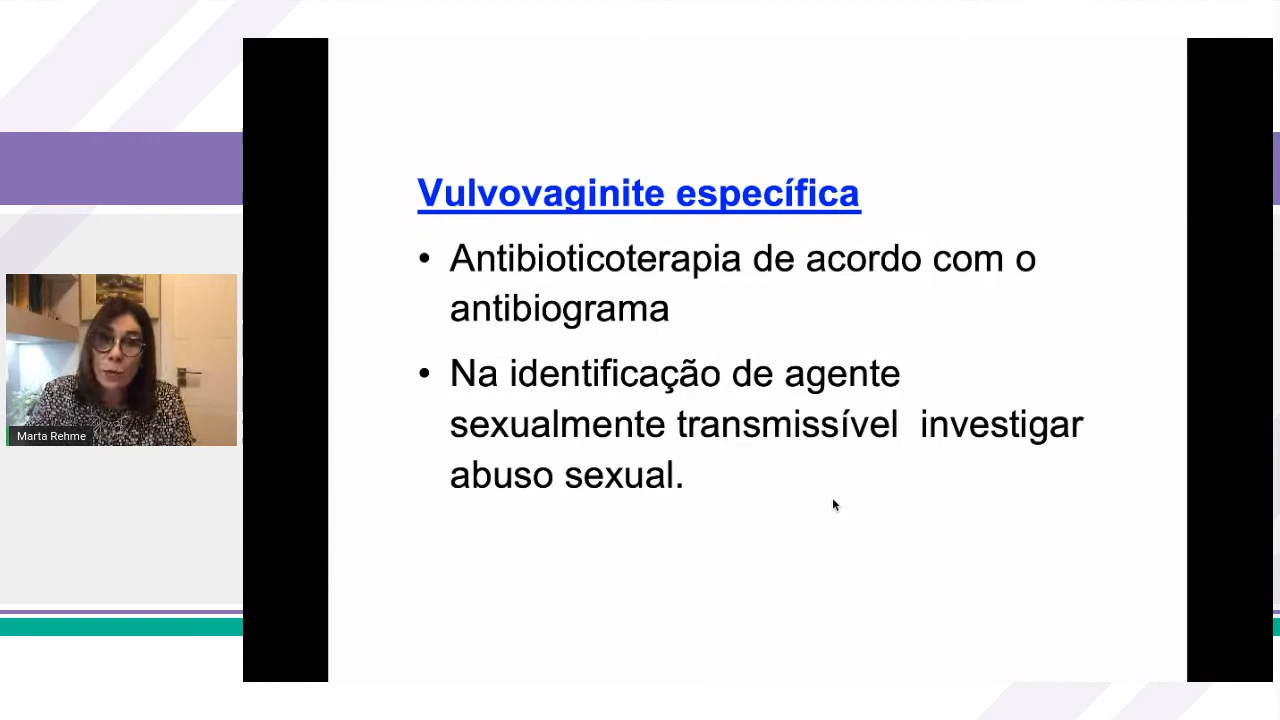 Vulvovaginite específica
• Antibioticoterapia de acordo com o
antibiograma
• Na identificação de agente
sexualmente transmissível investigar
abuso sexual.
Marta Rehme